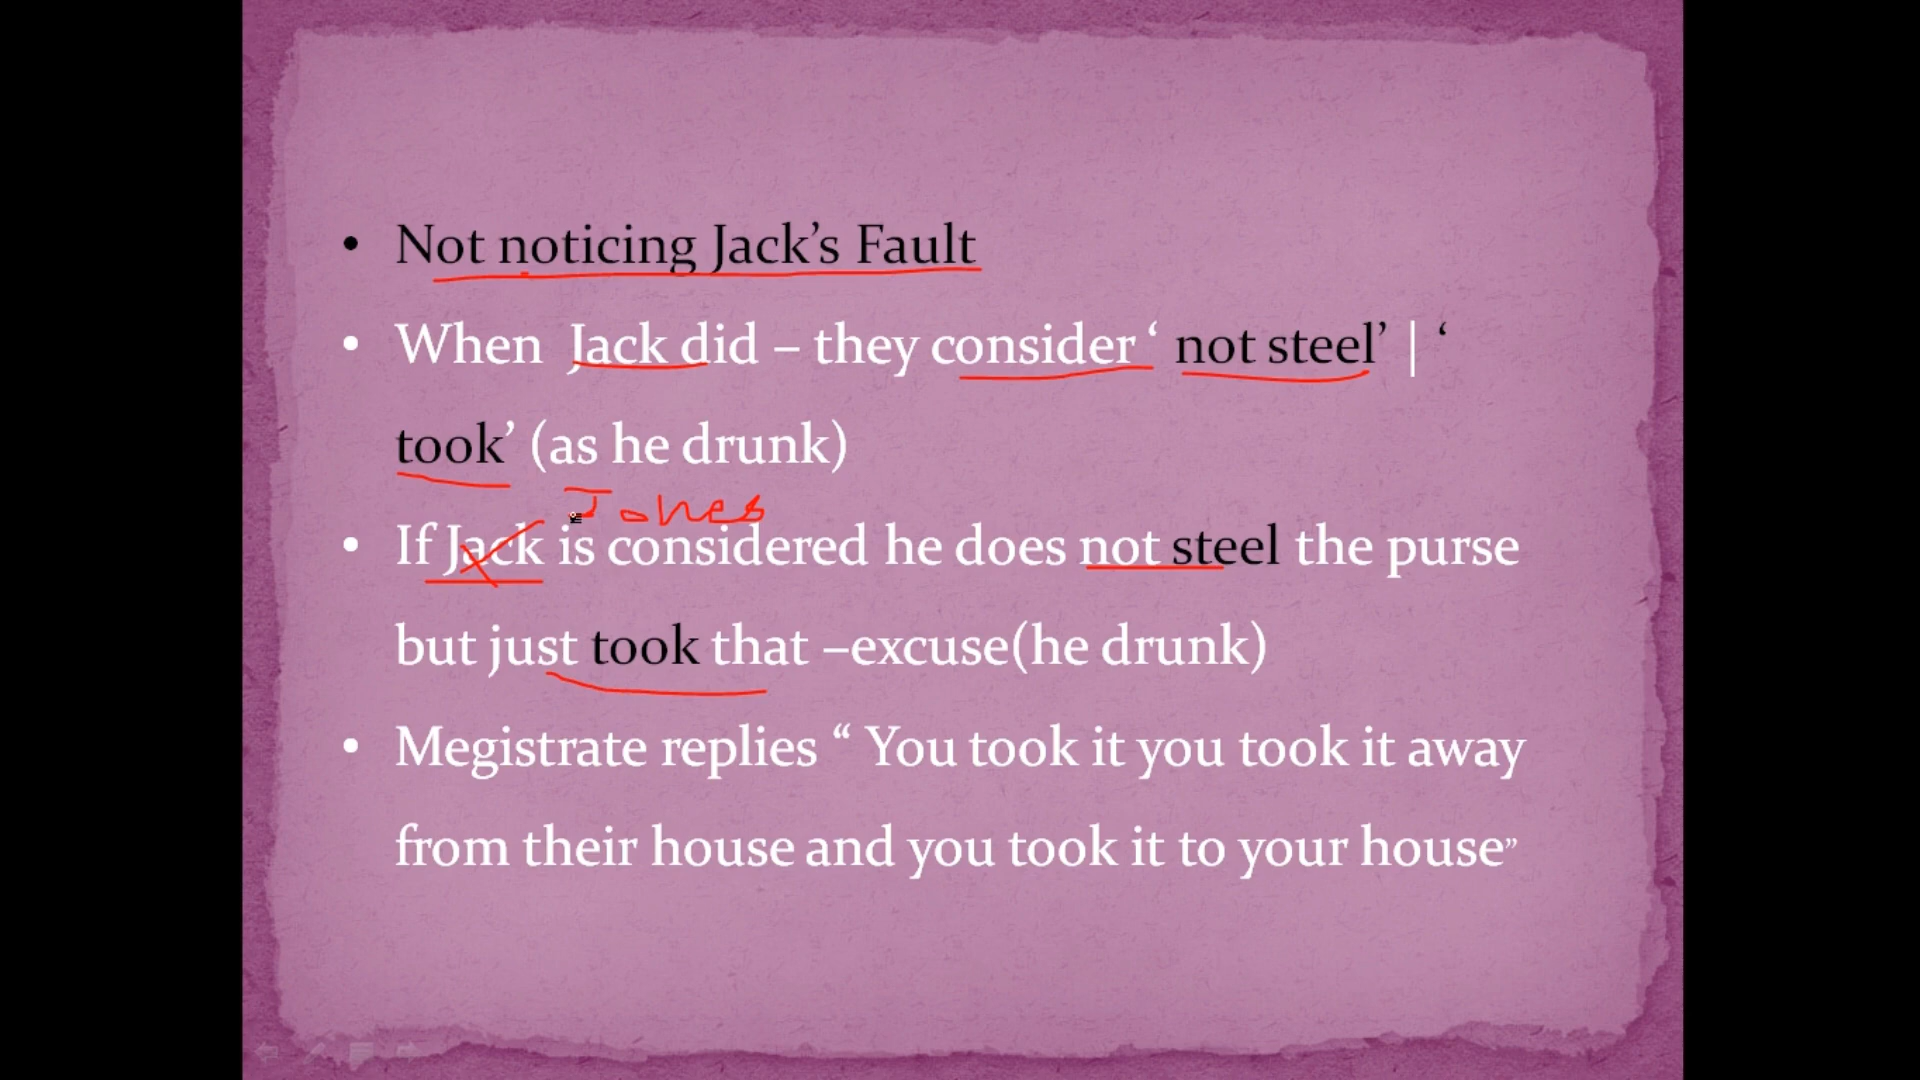 • Not noticing Jack’s Fault
• When Jack did – they consider ‘ not steel’ | ‘
took’ (as he drunk)
Jones
• If Jack is considered he does not steel the purse
but just took that –excuse(he drunk)
• Megistrate replies “ You took it you took it away
from their house and you took it to your house”